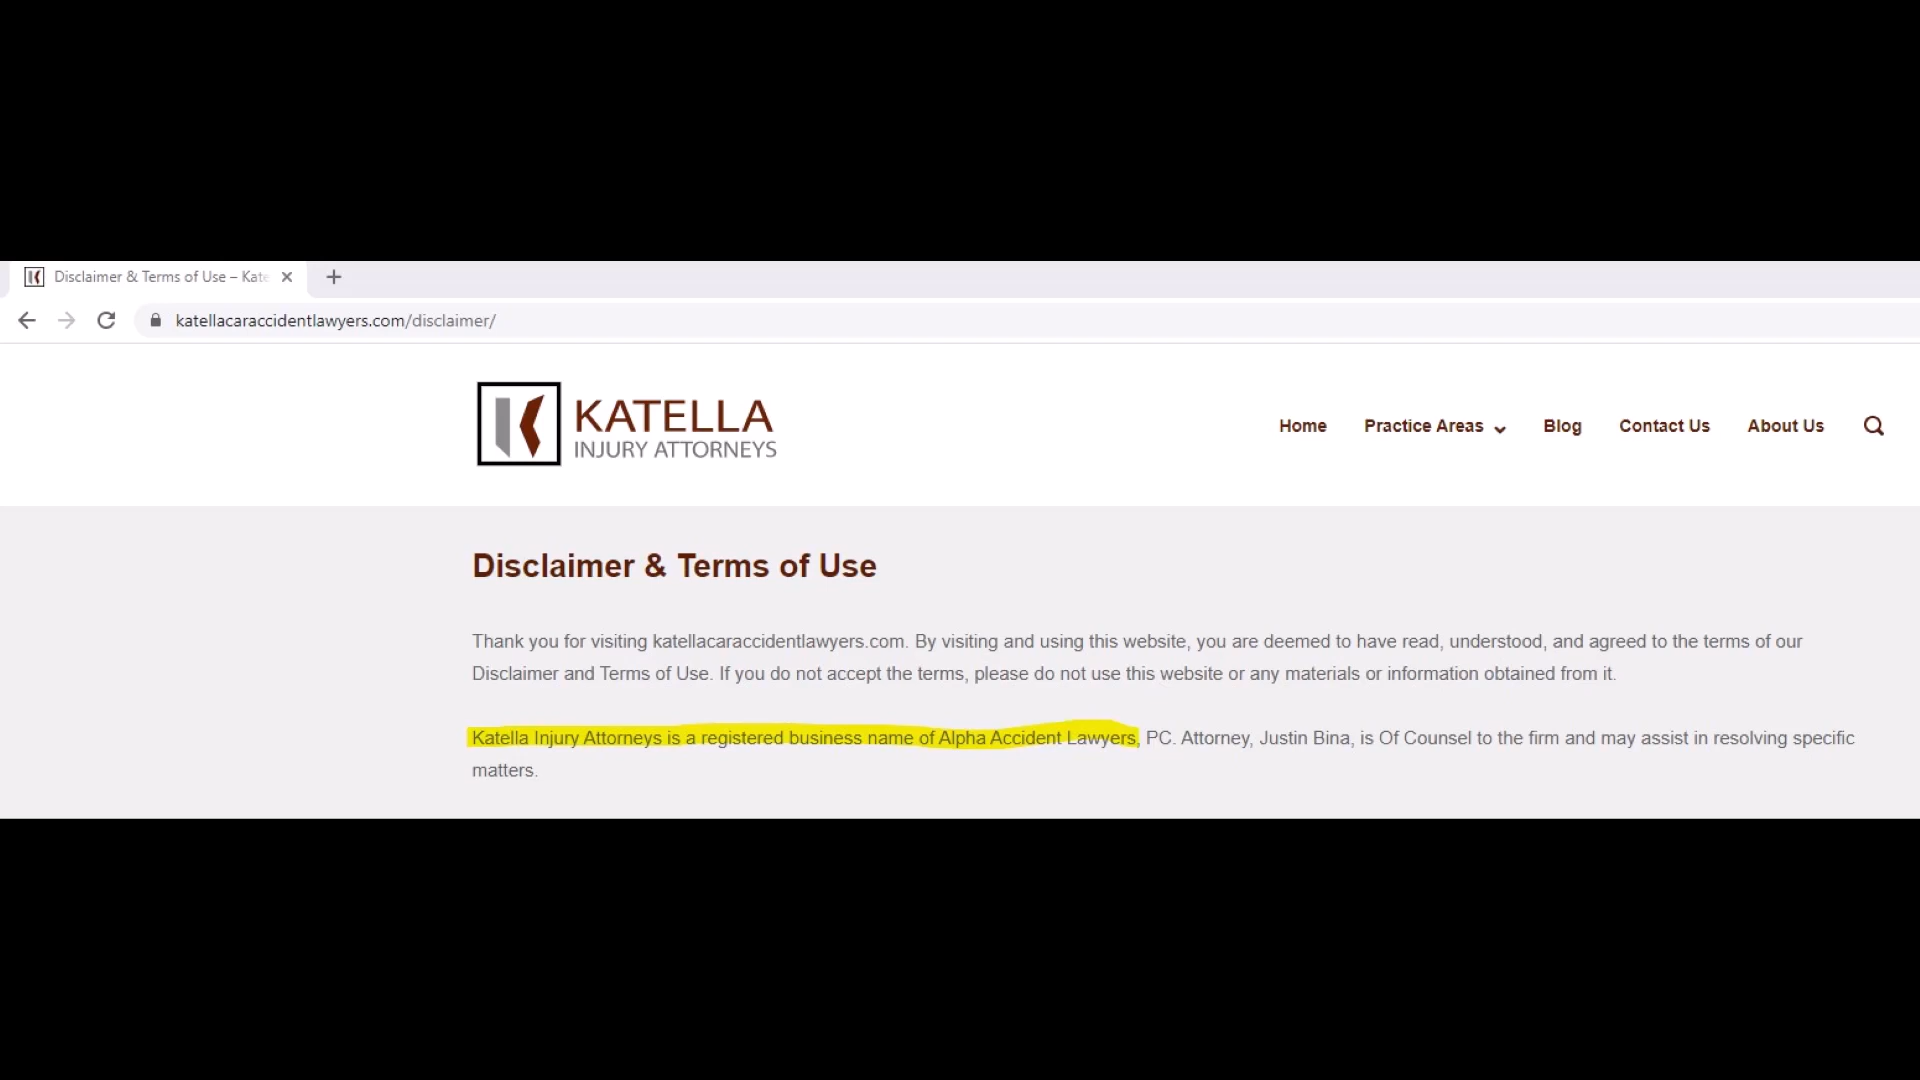 Disclaimer & Terms of Use – Kate
katellacaraccidentlawyers.com/disclaimer/
KATELLA
INJURY ATTORNEYS
Home Practice Areas Blog Contact Us About Us
Disclaimer & Terms of Use
Thank you for visiting katellacaraccidentlawyers.com. By visiting and using this website, you are deemed to have read, understood, and agreed to the terms of our
Disclaimer and Terms of Use. If you do not accept the terms, please do not use this website or any materials or information obtained from it.
Katella Injury Attorneys is a registered business name of Alpha Accident Lawyers, PC. Attorney, Justin Bina, is Of Counsel to the firm and may assist in resolving specific
matters.